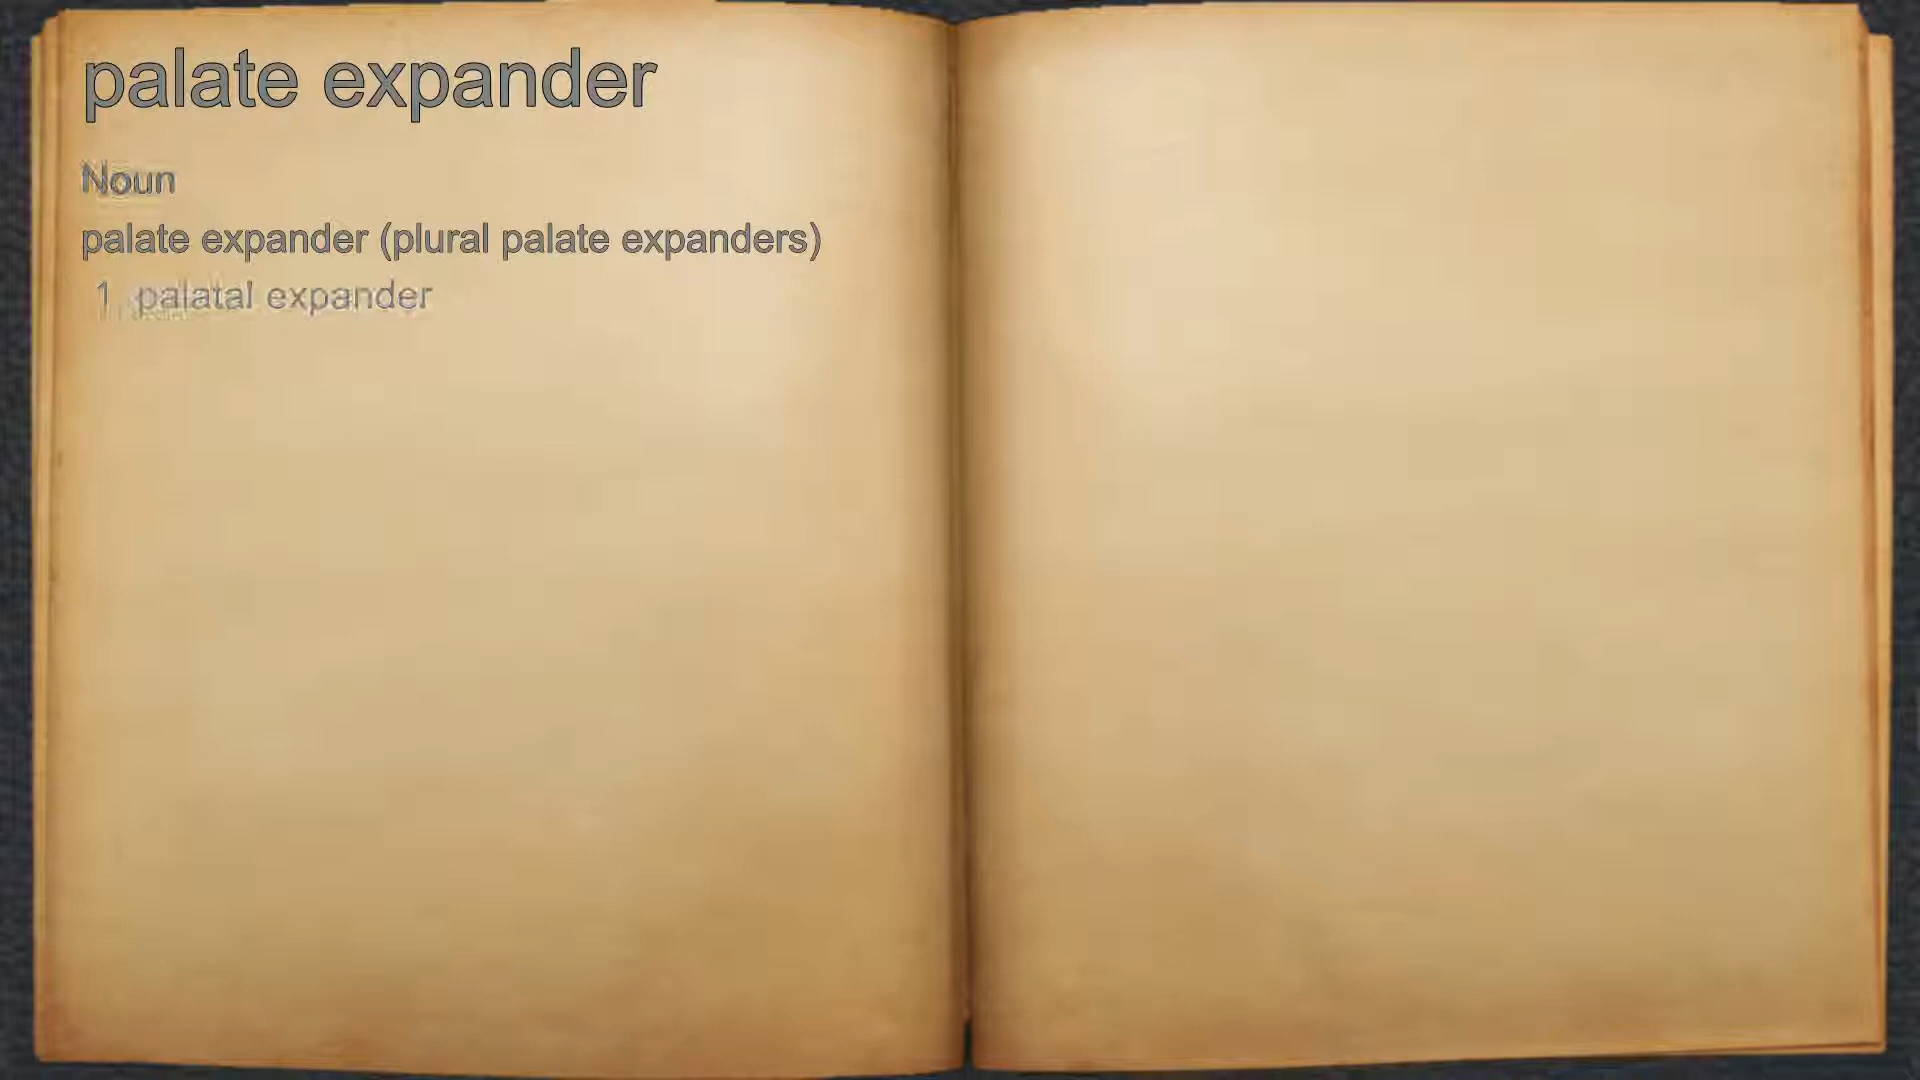 palate expander
Noun
palate expander (plural palate expanders)
1. palatal expander